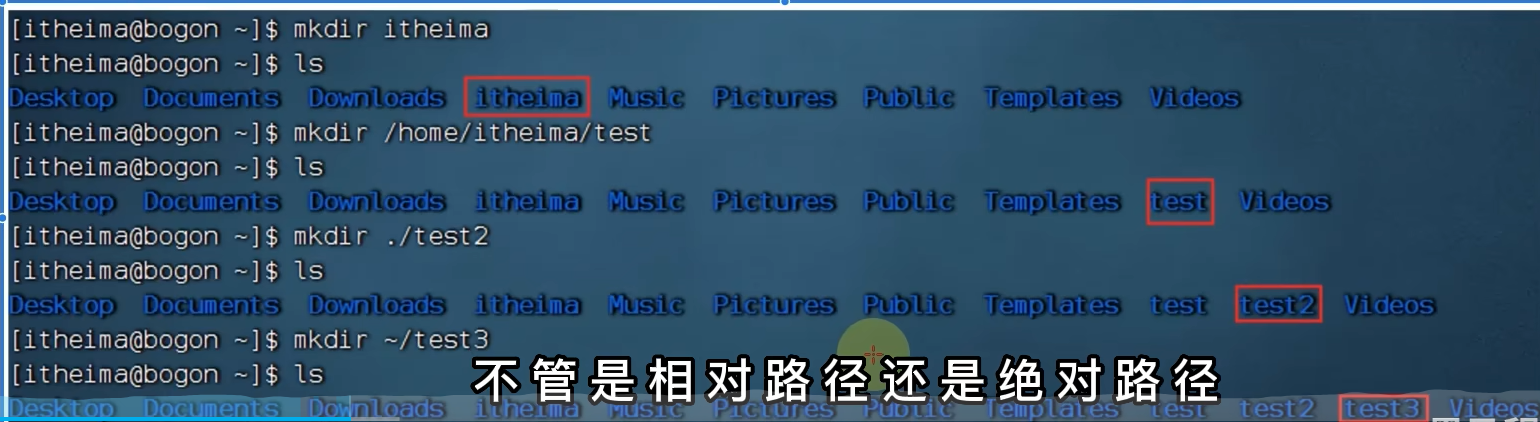 [itheima@bogon ~]$ mkdir itheima
[itheima@bogon ~]$ ls
Desktop Documents Downloads itheima Music Pictures Public Templates Videos
[itheima@bogon ~]$ mkdir /home/itheima/test
[itheima@bogon ~]$ ls
Desktop Documents Downloads itheima Music Pictures Public Templates test Videos
[itheima@bogon ~]$ mkdir ./test2
[itheima@bogon ~]$ ls
Desktop Documents Downloads itheima Music Pictures Public Templates test test2 Videos
[itheima@bogon ~]$ mkdir ~/test3
[itheima@bogon ~]$ ls
不管是相对路径还是绝对路径
Desktop Documents Downloads itheima Music Pictures Public Templates test test2 test3 Videos